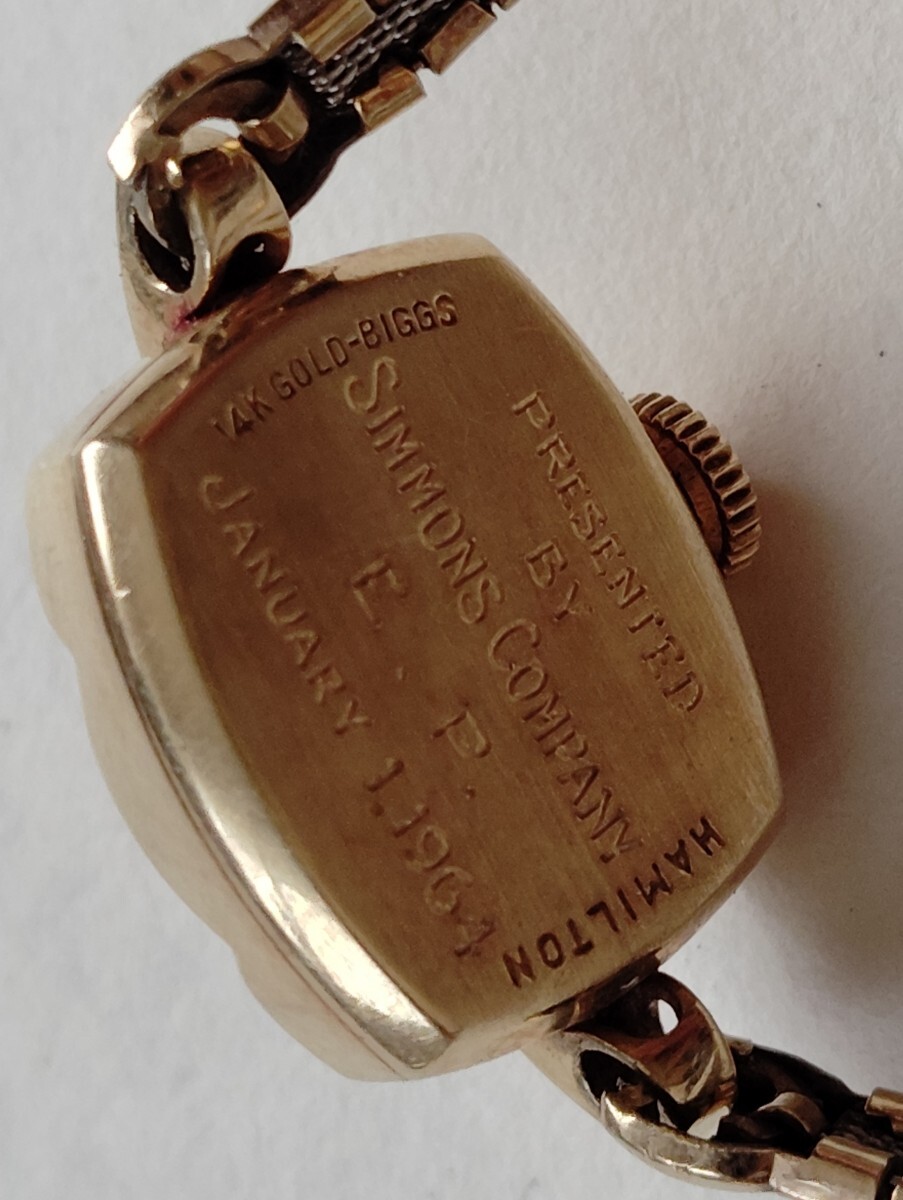 14K GOLD-BIGGS
PRESENTED
BY
SIMMONS COMPANY
E. P.
JANUARY 1, 1964
HAMILTON